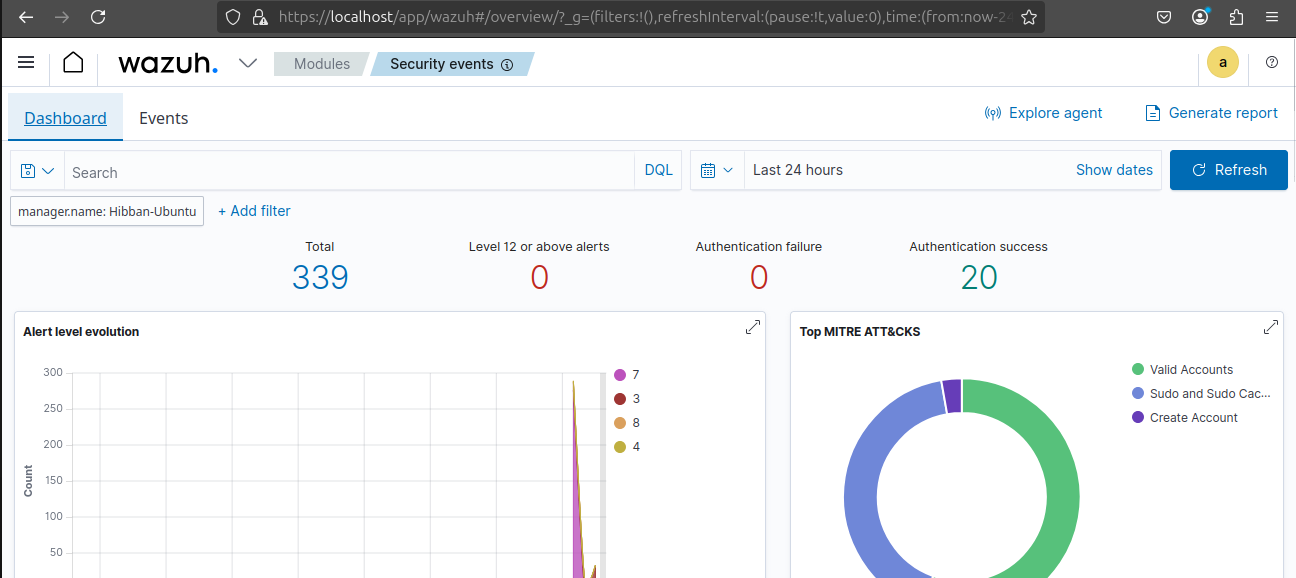 https://localhost/app/wazuh#/overview/?_g=(filters:!(),refreshInterval:(pause:!t,value:0),time:(from:now-24
wazuh.
Modules
Security events
a
Dashboard
Events
Explore agent
Generate report
Search
DQL
Last 24 hours
Show dates
Refresh
manager.name: Hibban-Ubuntu
+ Add filter
Total
Level 12 or above alerts
Authentication failure
Authentication success
339
0
0
20
Alert level evolution
300
250
200
150
100
50
Count
7
3
8
4
Top MITRE ATT&CKS
Valid Accounts
Sudo and Sudo Cac...
Create Account